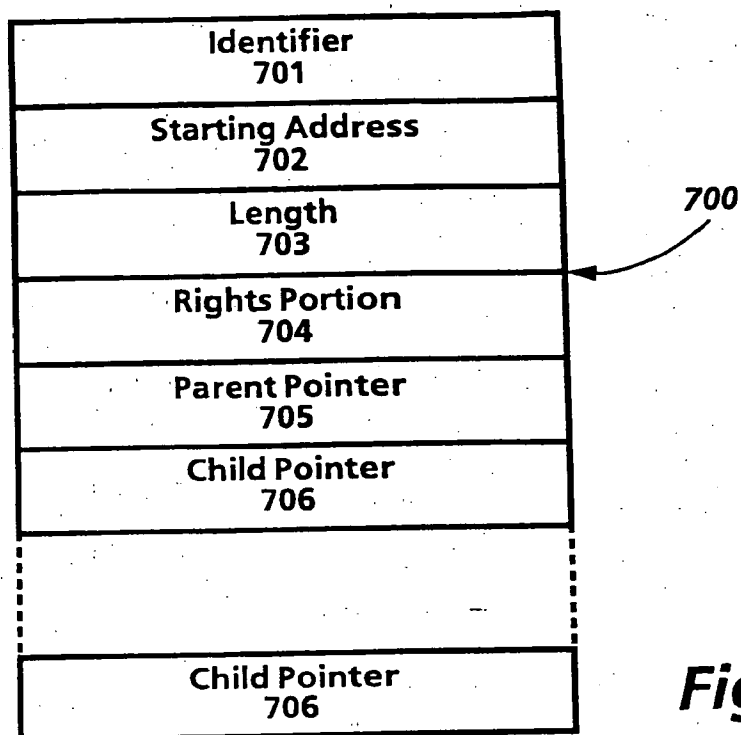 Identifier
701
Starting Address
702
Length
703
700
Rights Portion
704
Parent Pointer
705
Child Pointer
706
Child Pointer
706
Fig